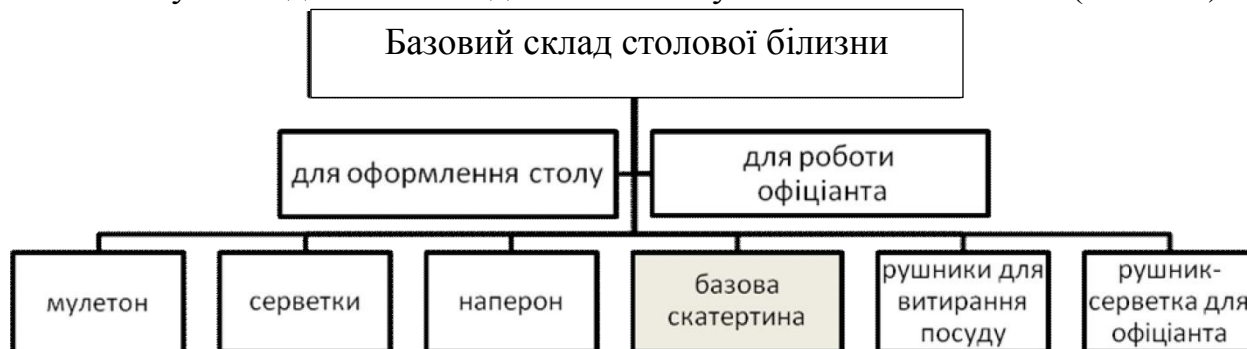 Базовий склад столової білизни
для оформлення столу
для роботи
офіціанта
мулетон
серветки
наперон
базова
скатертина
рушники для
витирання
посуду
рушник-
серветка для
офіціанта